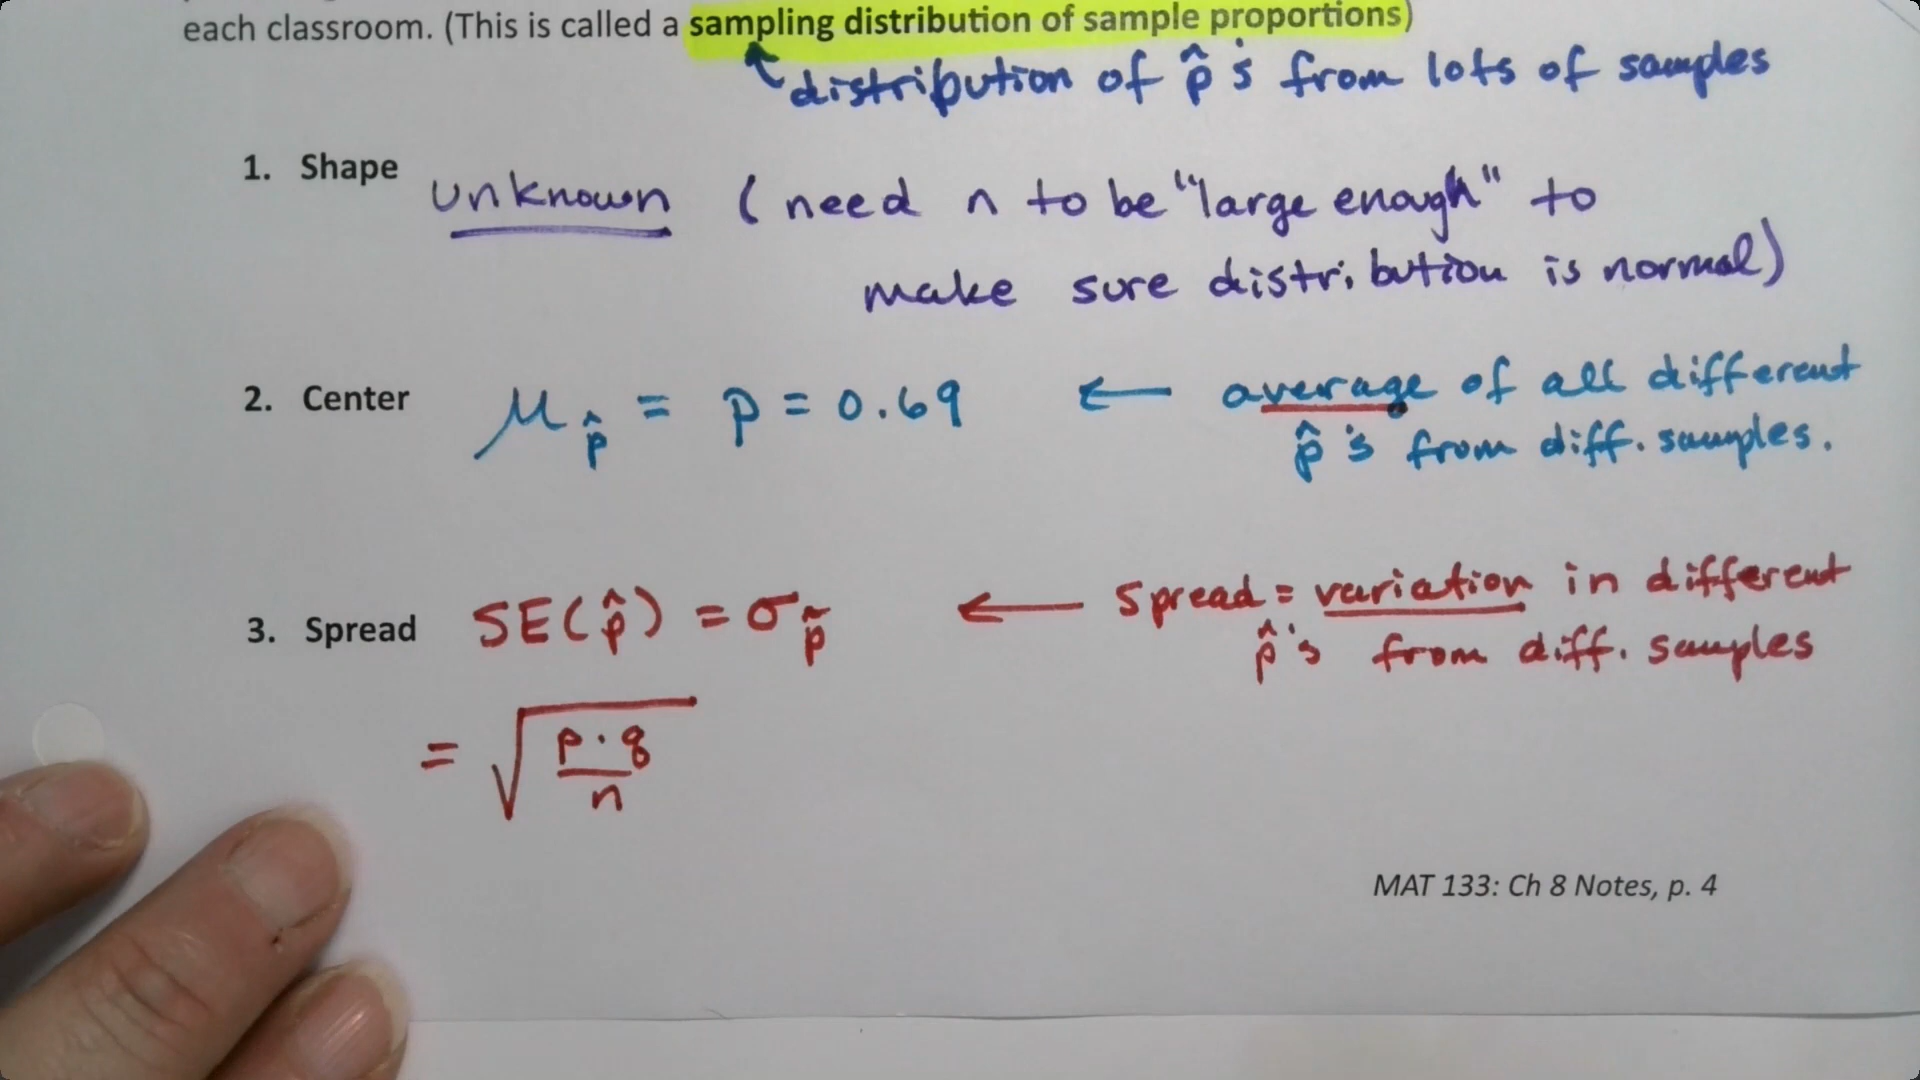 each classroom. (This is called a sampling distribution of sample proportions)
distribution of p̂'s from lots of samples
1. Shape unknown (need n to be "large enough" to
make sure distribution is normal)
2. Center μp̂ = p = 0.69 ← average of all different
p̂'s from diff. samples.
3. Spread SE(p̂) = σp̂ ← spread = variation in different
p̂'s from diff. samples
= √(p·q/n)
MAT 133: Ch 8 Notes, p. 4